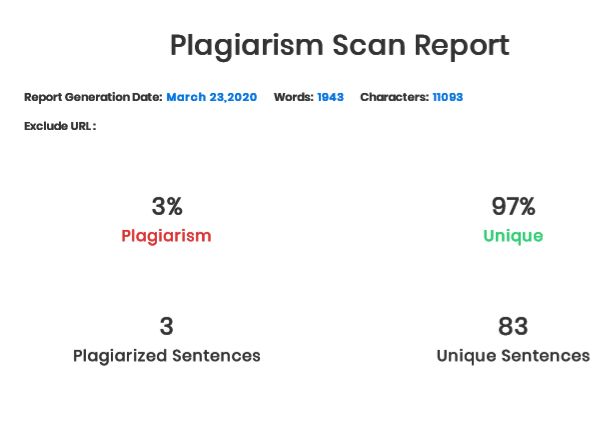 Plagiarism Scan Report
Report Generation Date: March 23,2020 Words: 1943 Characters: 11093
Exclude URL :
3% 97%
Plagiarism Unique
3 83
Plagiarized Sentences Unique Sentences